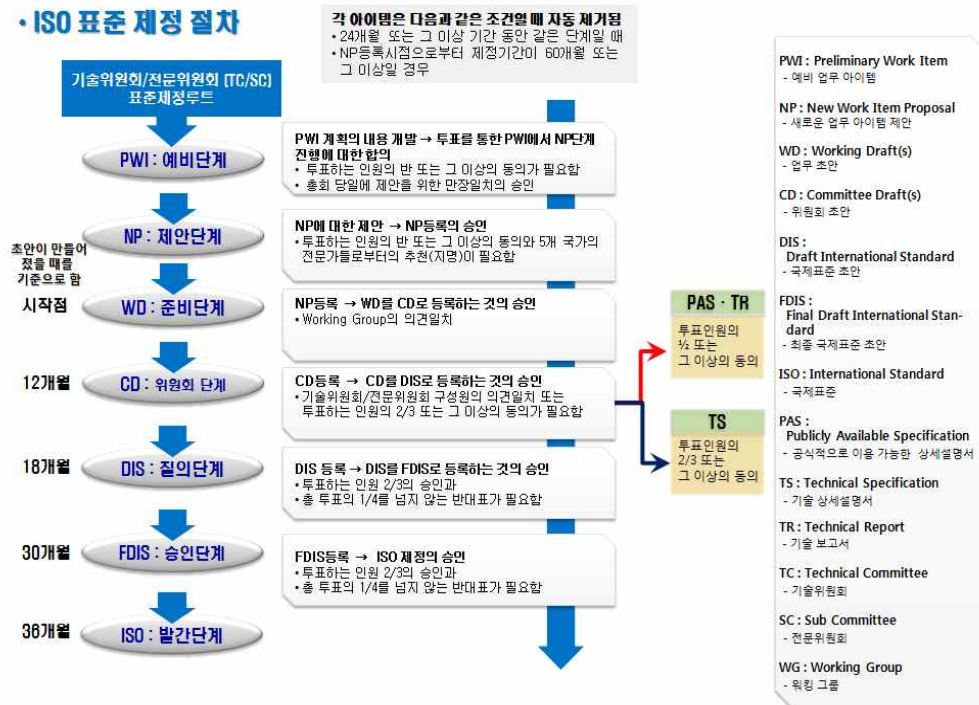 · ISO 표준 제정 절차
각 아이템은 다음과 같은 조건일 때 자동 제거됨
• 24개월 또는 그 이상 기간 동안 같은 단계일 때
• NP등록시점으로부터 제정기간이 60개월 또는
그 이상일 경우
기술위원회/전문위원회 (TC/SC)
표준제정루트
PWI : 예비단계
PWI 계획의 내용 개발 → 투표를 통한 PWI에서 NP단계
진행에 대한 합의
• 투표하는 인원의 반 또는 그 이상의 동의가 필요함
• 총회 당일에 제안을 위한 만장일치의 승인
NP : 제안단계
NP에 대한 제안 → NP등록의 승인
• 투표하는 인원의 반 또는 그 이상의 동의와 5개 국가의
전문가들로부터의 추천(지명)이 필요함
초안이 만들어
졌을 때를
기준으로 함
시작점
WD : 준비단계
NP등록 → WD를 CD로 등록하는 것의 승인
• Working Group의 의견일치
12개월
CD : 위원회 단계
CD등록 → CD를 DIS로 등록하는 것의 승인
• 기술위원회/전문위원회 구성원의 의견일치 또는
투표하는 인원의 2/3 또는 그 이상의 동의가 필요함
18개월
DIS : 질의단계
DIS 등록 → DIS를 FDIS로 등록하는 것의 승인
• 투표하는 인원 2/3의 승인과
• 총 투표의 1/4를 넘지 않는 반대표가 필요함
30개월
FDIS : 승인단계
FDIS등록 → ISO 제정의 승인
• 투표하는 인원 2/3의 승인과
• 총 투표의 1/4를 넘지 않는 반대표가 필요함
36개월
ISO : 발간단계
PAS · TR
투표인원의
½ 또는
그 이상의 동의
TS
투표인원의
2/3 또는
그 이상의 동의
PWI : Preliminary Work Item
- 예비 업무 아이템
NP : New Work Item Proposal
- 새로운 업무 아이템 제안
WD : Working Draft(s)
- 업무 초안
CD : Committee Draft(s)
- 위원회 초안
DIS :
Draft International Standard
- 국제표준 초안
FDIS :
Final Draft International Stan-
dard
- 최종 국제표준 초안
ISO : International Standard
- 국제표준
PAS :
Publicly Available Specification
- 공식적으로 이용 가능한 상세설명서
TS : Technical Specification
- 기술 상세설명서
TR : Technical Report
- 기술 보고서
TC : Technical Committee
- 기술위원회
SC : Sub Committee
- 전문위원회
WG : Working Group
- 워킹 그룹